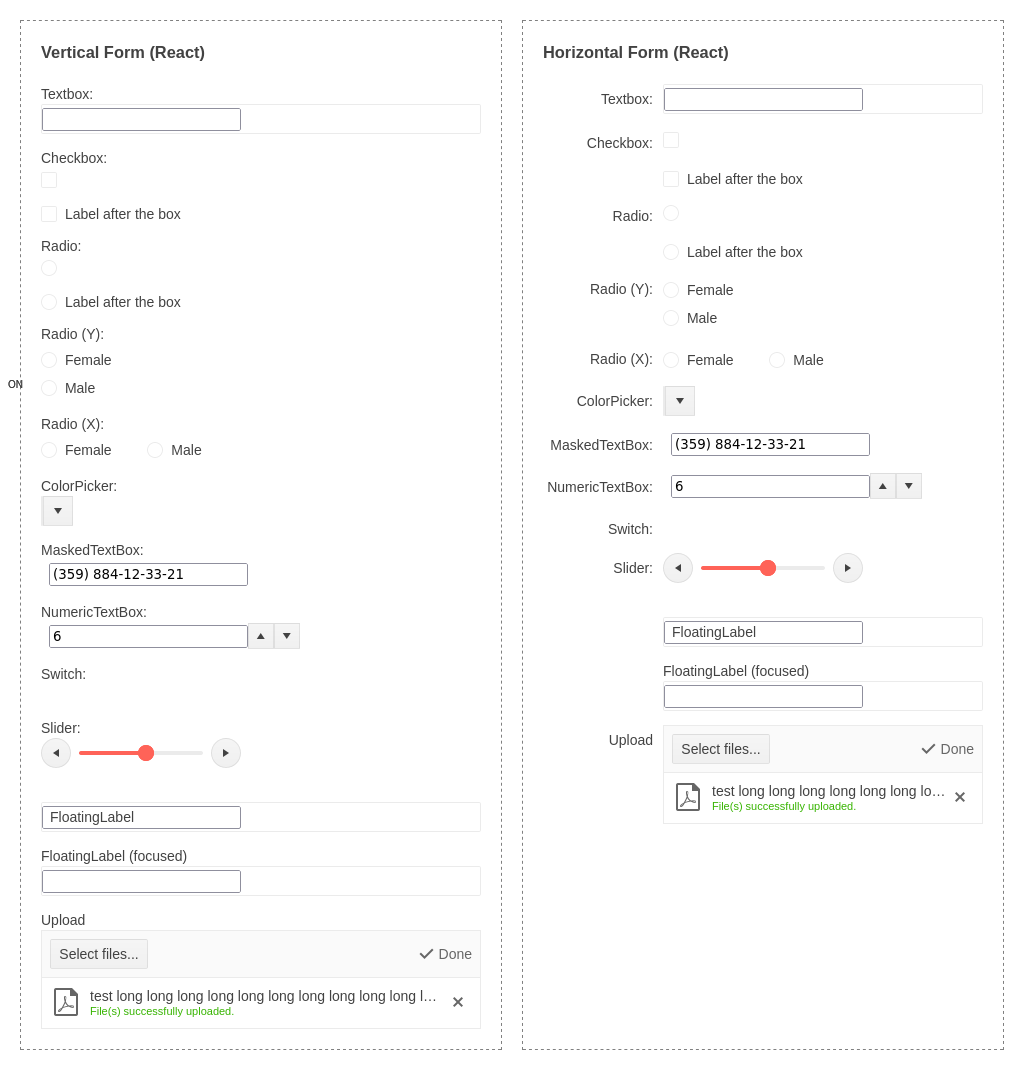 Vertical Form (React)
Textbox:
Checkbox:
Label after the box
Radio:
Label after the box
Radio (Y):
Female
Male
ON
Radio (X):
Female Male
ColorPicker:
MaskedTextBox:
(359) 884-12-33-21
NumericTextBox:
6
Switch:
Slider:
FloatingLabel
FloatingLabel (focused)
Upload
Select files... Done
test long long long long long long long long long long l…
File(s) successfully uploaded.
Horizontal Form (React)
Textbox:
Checkbox:
Label after the box
Radio:
Label after the box
Radio (Y): Female
Male
Radio (X): Female Male
ColorPicker:
MaskedTextBox: (359) 884-12-33-21
NumericTextBox: 6
Switch:
Slider:
FloatingLabel
FloatingLabel (focused)
Upload Select files... Done
test long long long long long long lo…
File(s) successfully uploaded.